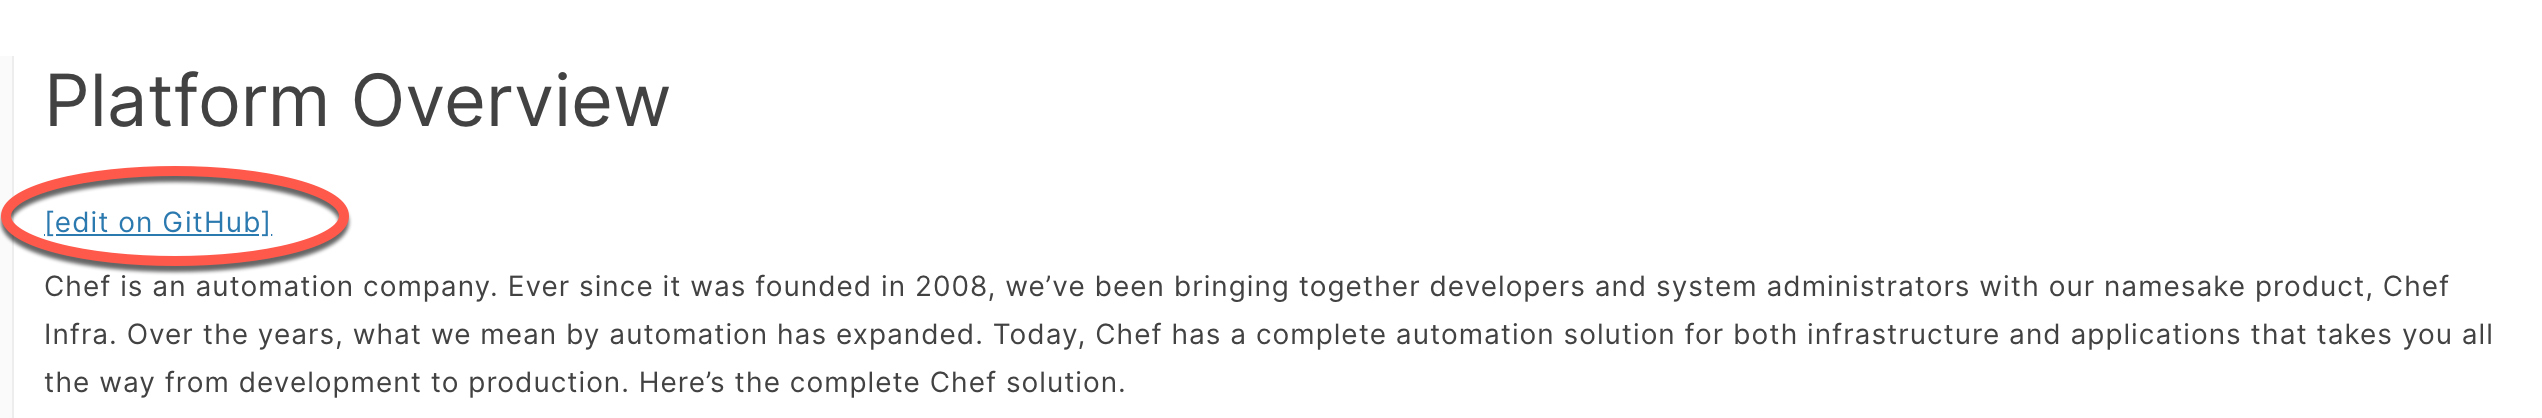 Platform Overview
[edit on GitHub]
Chef is an automation company. Ever since it was founded in 2008, we’ve been bringing together developers and system administrators with our namesake product, Chef
Infra. Over the years, what we mean by automation has expanded. Today, Chef has a complete automation solution for both infrastructure and applications that takes you all
the way from development to production. Here’s the complete Chef solution.